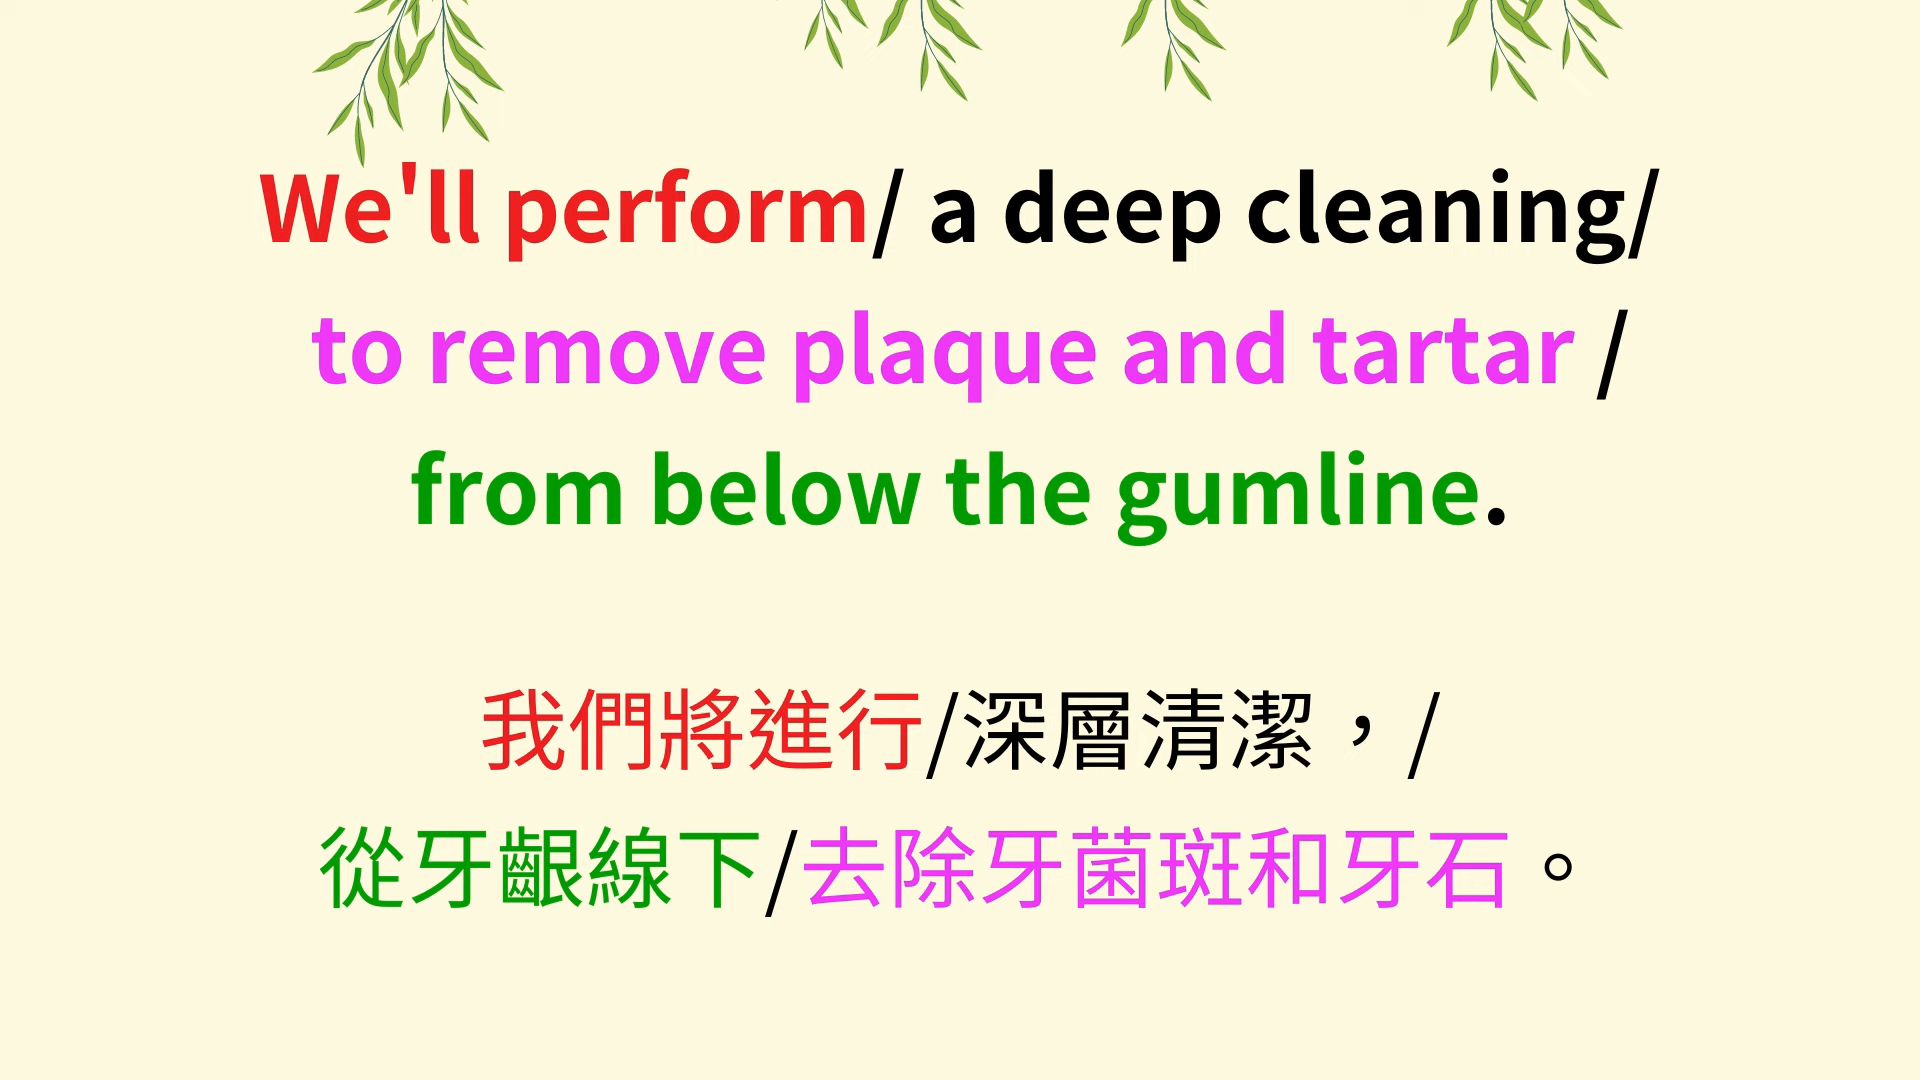 We'll perform/ a deep cleaning/
to remove plaque and tartar /
from below the gumline.
我們將進行/深層清潔，/
從牙齦線下/去除牙菌斑和牙石。